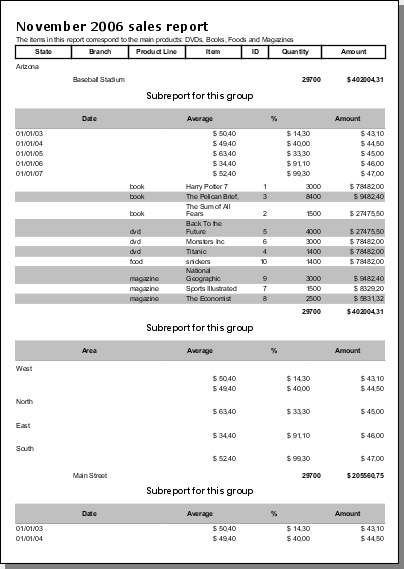 November 2006 sales report
The items in this report correspond to the main products: DVDs, Books, Foods and Magazines
State Branch Product Line Item ID Quantity Amount
Arizona
Baseball Stadium 29700 $ 402004,31
Subreport for this group
Date Average % Amount
01/01/03 $ 50,40 $ 14,30 $ 43,10
01/01/04 $ 49,40 $ 40,00 $ 44,50
01/01/05 $ 63,40 $ 33,30 $ 45,00
01/01/06 $ 34,40 $ 91,10 $ 46,00
01/01/07 $ 52,40 $ 99,30 $ 47,00
book Harry Potter 7 1 3000 $ 78482,00
book The Pelican Brief, 3 8400 $ 9482,40
The Sum of All
book Fears 2 1500 $ 27475,50
Back To the
dvd Future 5 4000 $ 27475,50
dvd Monsters Inc 6 3000 $ 78482,00
dvd Titanic 4 1400 $ 78482,00
food snickers 10 1400 $ 78482,00
National
magazine Geographic 9 3000 $ 9482,40
magazine Sports Illustrated 7 1500 $ 8329,20
magazine The Economist 8 2500 $ 5831,32
29700 $ 402004,31
Subreport for this group
Area Average % Amount
West
$ 50,40 $ 14,30 $ 43,10
$ 49,40 $ 40,00 $ 44,50
North
$ 63,40 $ 33,30 $ 45,00
East
$ 34,40 $ 91,10 $ 46,00
South
$ 52,40 $ 99,30 $ 47,00
Main Street 29700 $ 205560,75
Subreport for this group
Date Average % Amount
01/01/03 $ 50,40 $ 14,30 $ 43,10
01/01/04 $ 49,40 $ 40,00 $ 44,50